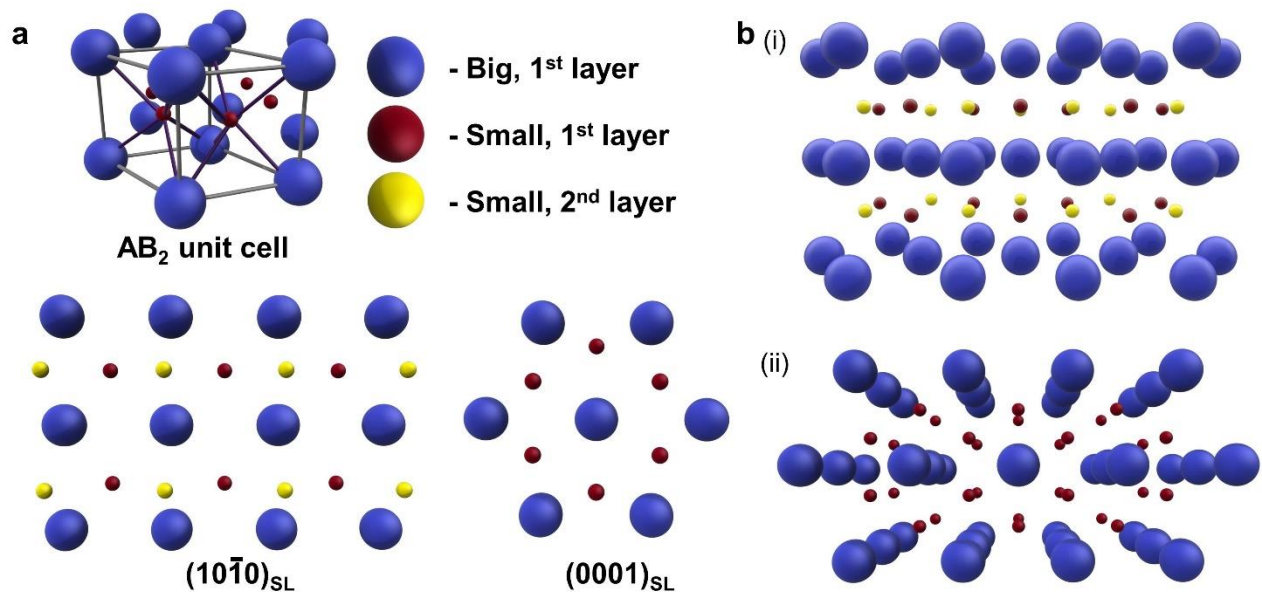 a
- Big, 1st layer
- Small, 1st layer
- Small, 2nd layer
AB₂ unit cell
(101̅0)SL
(0001)SL
b
(i)
(ii)